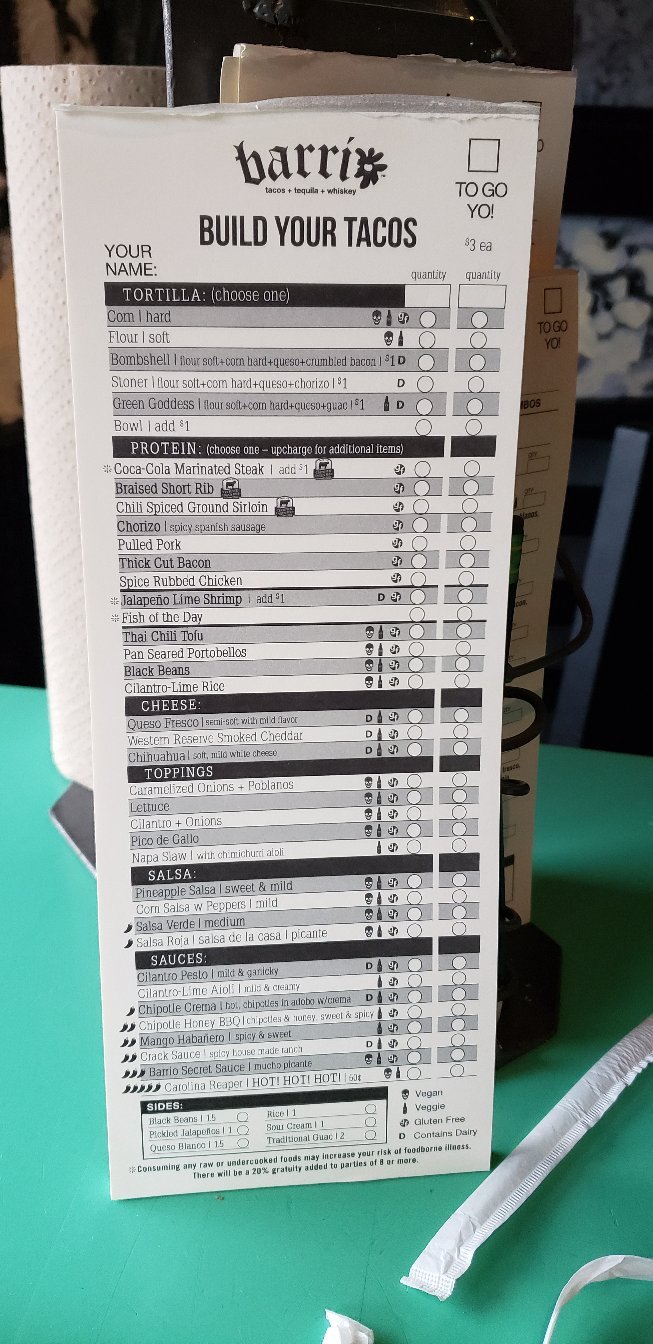 barrio
tacos + tequila + whiskey
TO GO
YO!
BUILD YOUR TACOS
$3 ea
YOUR
NAME:
quantity quantity
TORTILLA: (choose one)
Corn | hard
Flour | soft
Bombshell | flour soft+corn hard+queso+crumbled bacon | $1 D
Stoner | flour soft+corn hard+queso+chorizo | $1 D
Green Goddess | flour soft+corn hard+queso+guac | $1 D
Bowl | add $1
PROTEIN: (choose one – upcharge for additional items)
Coca-Cola Marinated Steak | add $1
Braised Short Rib
Chili Spiced Ground Sirloin
Chorizo | spicy spanish sausage
Pulled Pork
Thick Cut Bacon
Spice Rubbed Chicken
Jalapeño Lime Shrimp | add $1 D
Fish of the Day
Thai Chili Tofu
Pan Seared Portobellos
Black Beans
Cilantro-Lime Rice
CHEESE:
Queso Fresco | semi-soft with mild flavor D
Western Reserve Smoked Cheddar D
Chihuahua | soft, mild white cheese D
TOPPINGS
Caramelized Onions + Poblanos
Lettuce
Cilantro + Onions
Pico de Gallo
Napa Slaw | with chimichurri aioli
SALSA:
Pineapple Salsa | sweet & mild
Corn Salsa w Peppers | mild
Salsa Verde | medium
Salsa Roja | salsa de la casa | picante
SAUCES:
Cilantro Pesto | mild & garlicky D
Cilantro-Lime Aioli | mild & creamy
Chipotle Crema | hot, chipotles in adobo w/crema D
Chipotle Honey BBQ | chipotles & honey, sweet & spicy
Mango Habañero | spicy & sweet
Crack Sauce | spicy house made ranch D
Barrio Secret Sauce | mucho picante
Carolina Reaper | HOT! HOT! HOT! | 50¢
SIDES:
Black Beans | 1.5 Rice | 1
Pickled Jalapeños | 1 Sour Cream | 1
Queso Blanco | 1.5 Traditional Guac | 2
Vegan
Veggie
Gluten Free
D Contains Dairy
Consuming any raw or undercooked foods may increase your risk of foodborne illness.
There will be a 20% gratuity added to parties of 8 or more.
TO GO
YO!